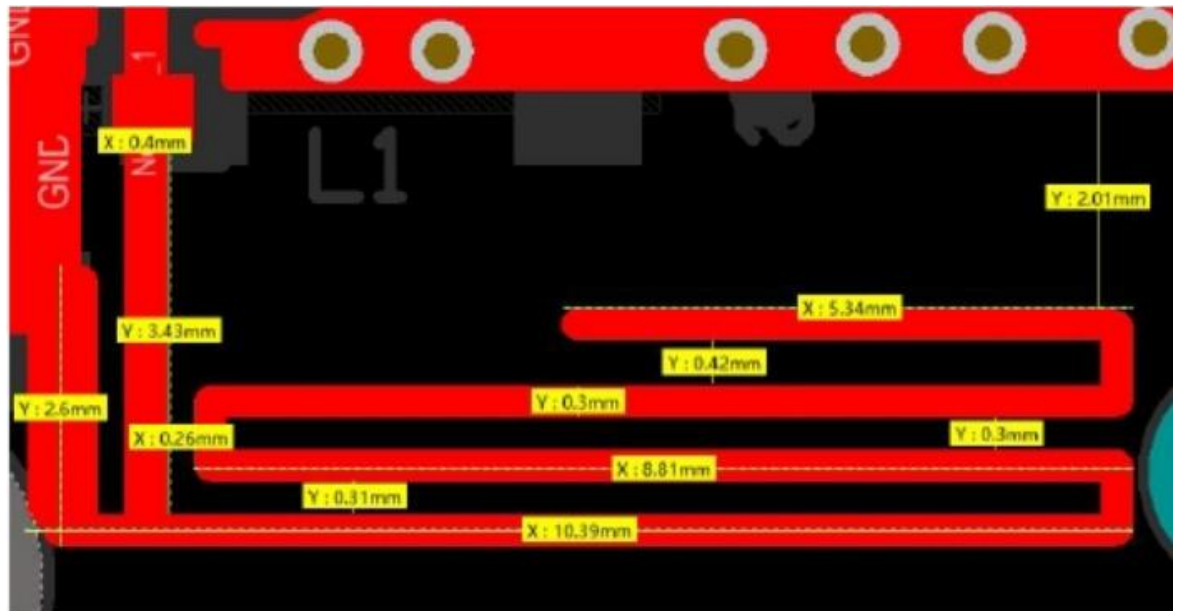 GND
X : 0.4mm
L1
GND
Y : 2.01mm
X : 5.34mm
Y : 3.43mm
Y : 0.42mm
Y : 0.3mm
Y : 2.6mm
X : 0.26mm
Y : 0.3mm
X : 8.81mm
Y : 0.31mm
X : 10.39mm